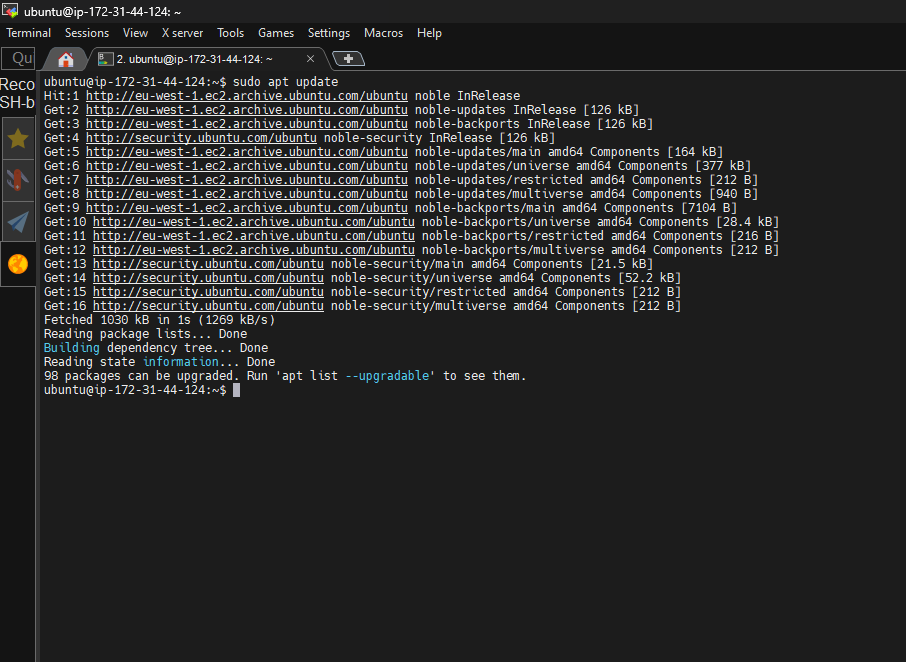 ubuntu@ip-172-31-44-124: ~
Terminal Sessions View X server Tools Games Settings Macros Help
Qu
2. ubuntu@ip-172-31-44-124: ~
Reco
SH-b
ubuntu@ip-172-31-44-124:~$ sudo apt update
Hit:1 http://eu-west-1.ec2.archive.ubuntu.com/ubuntu noble InRelease
Get:2 http://eu-west-1.ec2.archive.ubuntu.com/ubuntu noble-updates InRelease [126 kB]
Get:3 http://eu-west-1.ec2.archive.ubuntu.com/ubuntu noble-backports InRelease [126 kB]
Get:4 http://security.ubuntu.com/ubuntu noble-security InRelease [126 kB]
Get:5 http://eu-west-1.ec2.archive.ubuntu.com/ubuntu noble-updates/main amd64 Components [164 kB]
Get:6 http://eu-west-1.ec2.archive.ubuntu.com/ubuntu noble-updates/universe amd64 Components [377 kB]
Get:7 http://eu-west-1.ec2.archive.ubuntu.com/ubuntu noble-updates/restricted amd64 Components [212 B]
Get:8 http://eu-west-1.ec2.archive.ubuntu.com/ubuntu noble-updates/multiverse amd64 Components [940 B]
Get:9 http://eu-west-1.ec2.archive.ubuntu.com/ubuntu noble-backports/main amd64 Components [7104 B]
Get:10 http://eu-west-1.ec2.archive.ubuntu.com/ubuntu noble-backports/universe amd64 Components [28.4 kB]
Get:11 http://eu-west-1.ec2.archive.ubuntu.com/ubuntu noble-backports/restricted amd64 Components [216 B]
Get:12 http://eu-west-1.ec2.archive.ubuntu.com/ubuntu noble-backports/multiverse amd64 Components [212 B]
Get:13 http://security.ubuntu.com/ubuntu noble-security/main amd64 Components [21.5 kB]
Get:14 http://security.ubuntu.com/ubuntu noble-security/universe amd64 Components [52.2 kB]
Get:15 http://security.ubuntu.com/ubuntu noble-security/restricted amd64 Components [212 B]
Get:16 http://security.ubuntu.com/ubuntu noble-security/multiverse amd64 Components [212 B]
Fetched 1030 kB in 1s (1269 kB/s)
Reading package lists... Done
Building dependency tree... Done
Reading state information... Done
98 packages can be upgraded. Run 'apt list --upgradable' to see them.
ubuntu@ip-172-31-44-124:~$